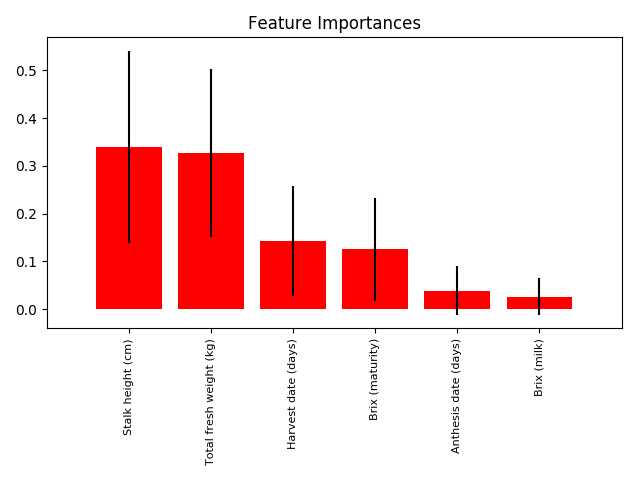 Feature Importances
0.5
0.4
0.3
0.2
0.1
0.0
Stalk height (cm)
Total fresh weight (kg)
Harvest date (days)
Brix (maturity)
Anthesis date (days)
Brix (milk)